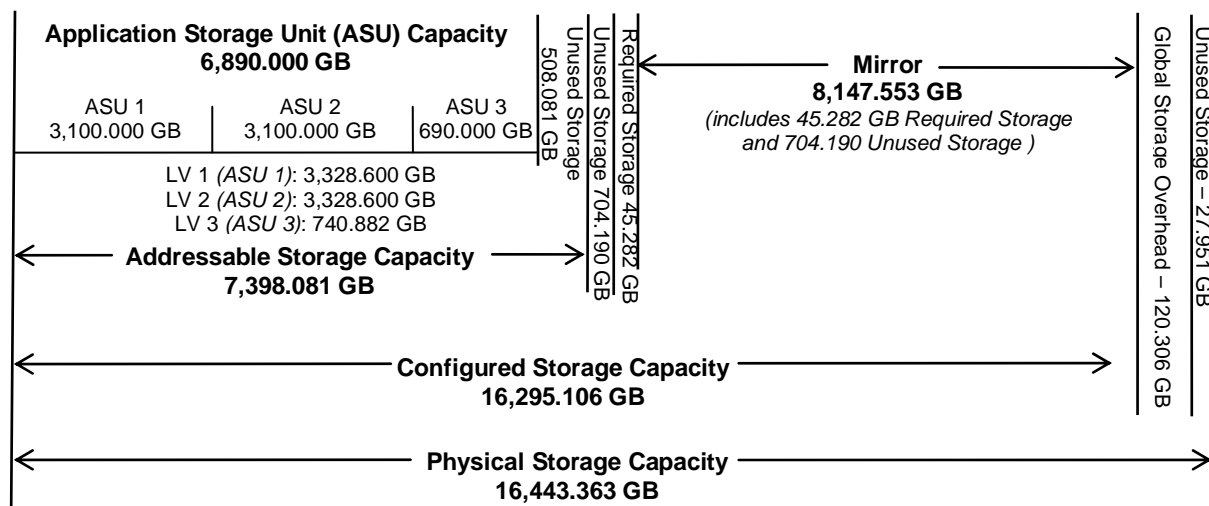 Application Storage Unit (ASU) Capacity
6,890.000 GB
ASU 1
3,100.000 GB
ASU 2
3,100.000 GB
ASU 3
690.000 GB
508.081 GB
Unused Storage
Unused Storage 704.190 GB
Required Storage 45.282 GB
Mirror
8,147.553 GB
(includes 45.282 GB Required Storage
and 704.190 Unused Storage )
Global Storage Overhead – 120.306 GB
Unused Storage – 27.951 GB
LV 1 (ASU 1): 3,328.600 GB
LV 2 (ASU 2): 3,328.600 GB
LV 3 (ASU 3): 740.882 GB
Addressable Storage Capacity
7,398.081 GB
Configured Storage Capacity
16,295.106 GB
Physical Storage Capacity
16,443.363 GB